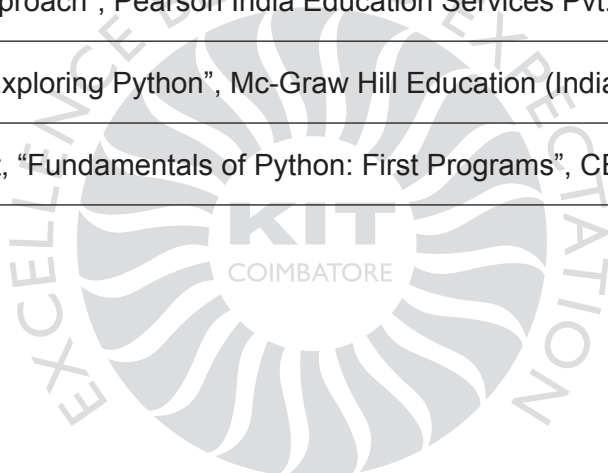 proach", Pearson India Education Services Pvt.
xploring Python”, Mc-Graw Hill Education (India
, “Fundamentals of Python: First Programs”, CE
EXCELLENCE BEYOND EXPECTATION
KIT
COIMBATORE